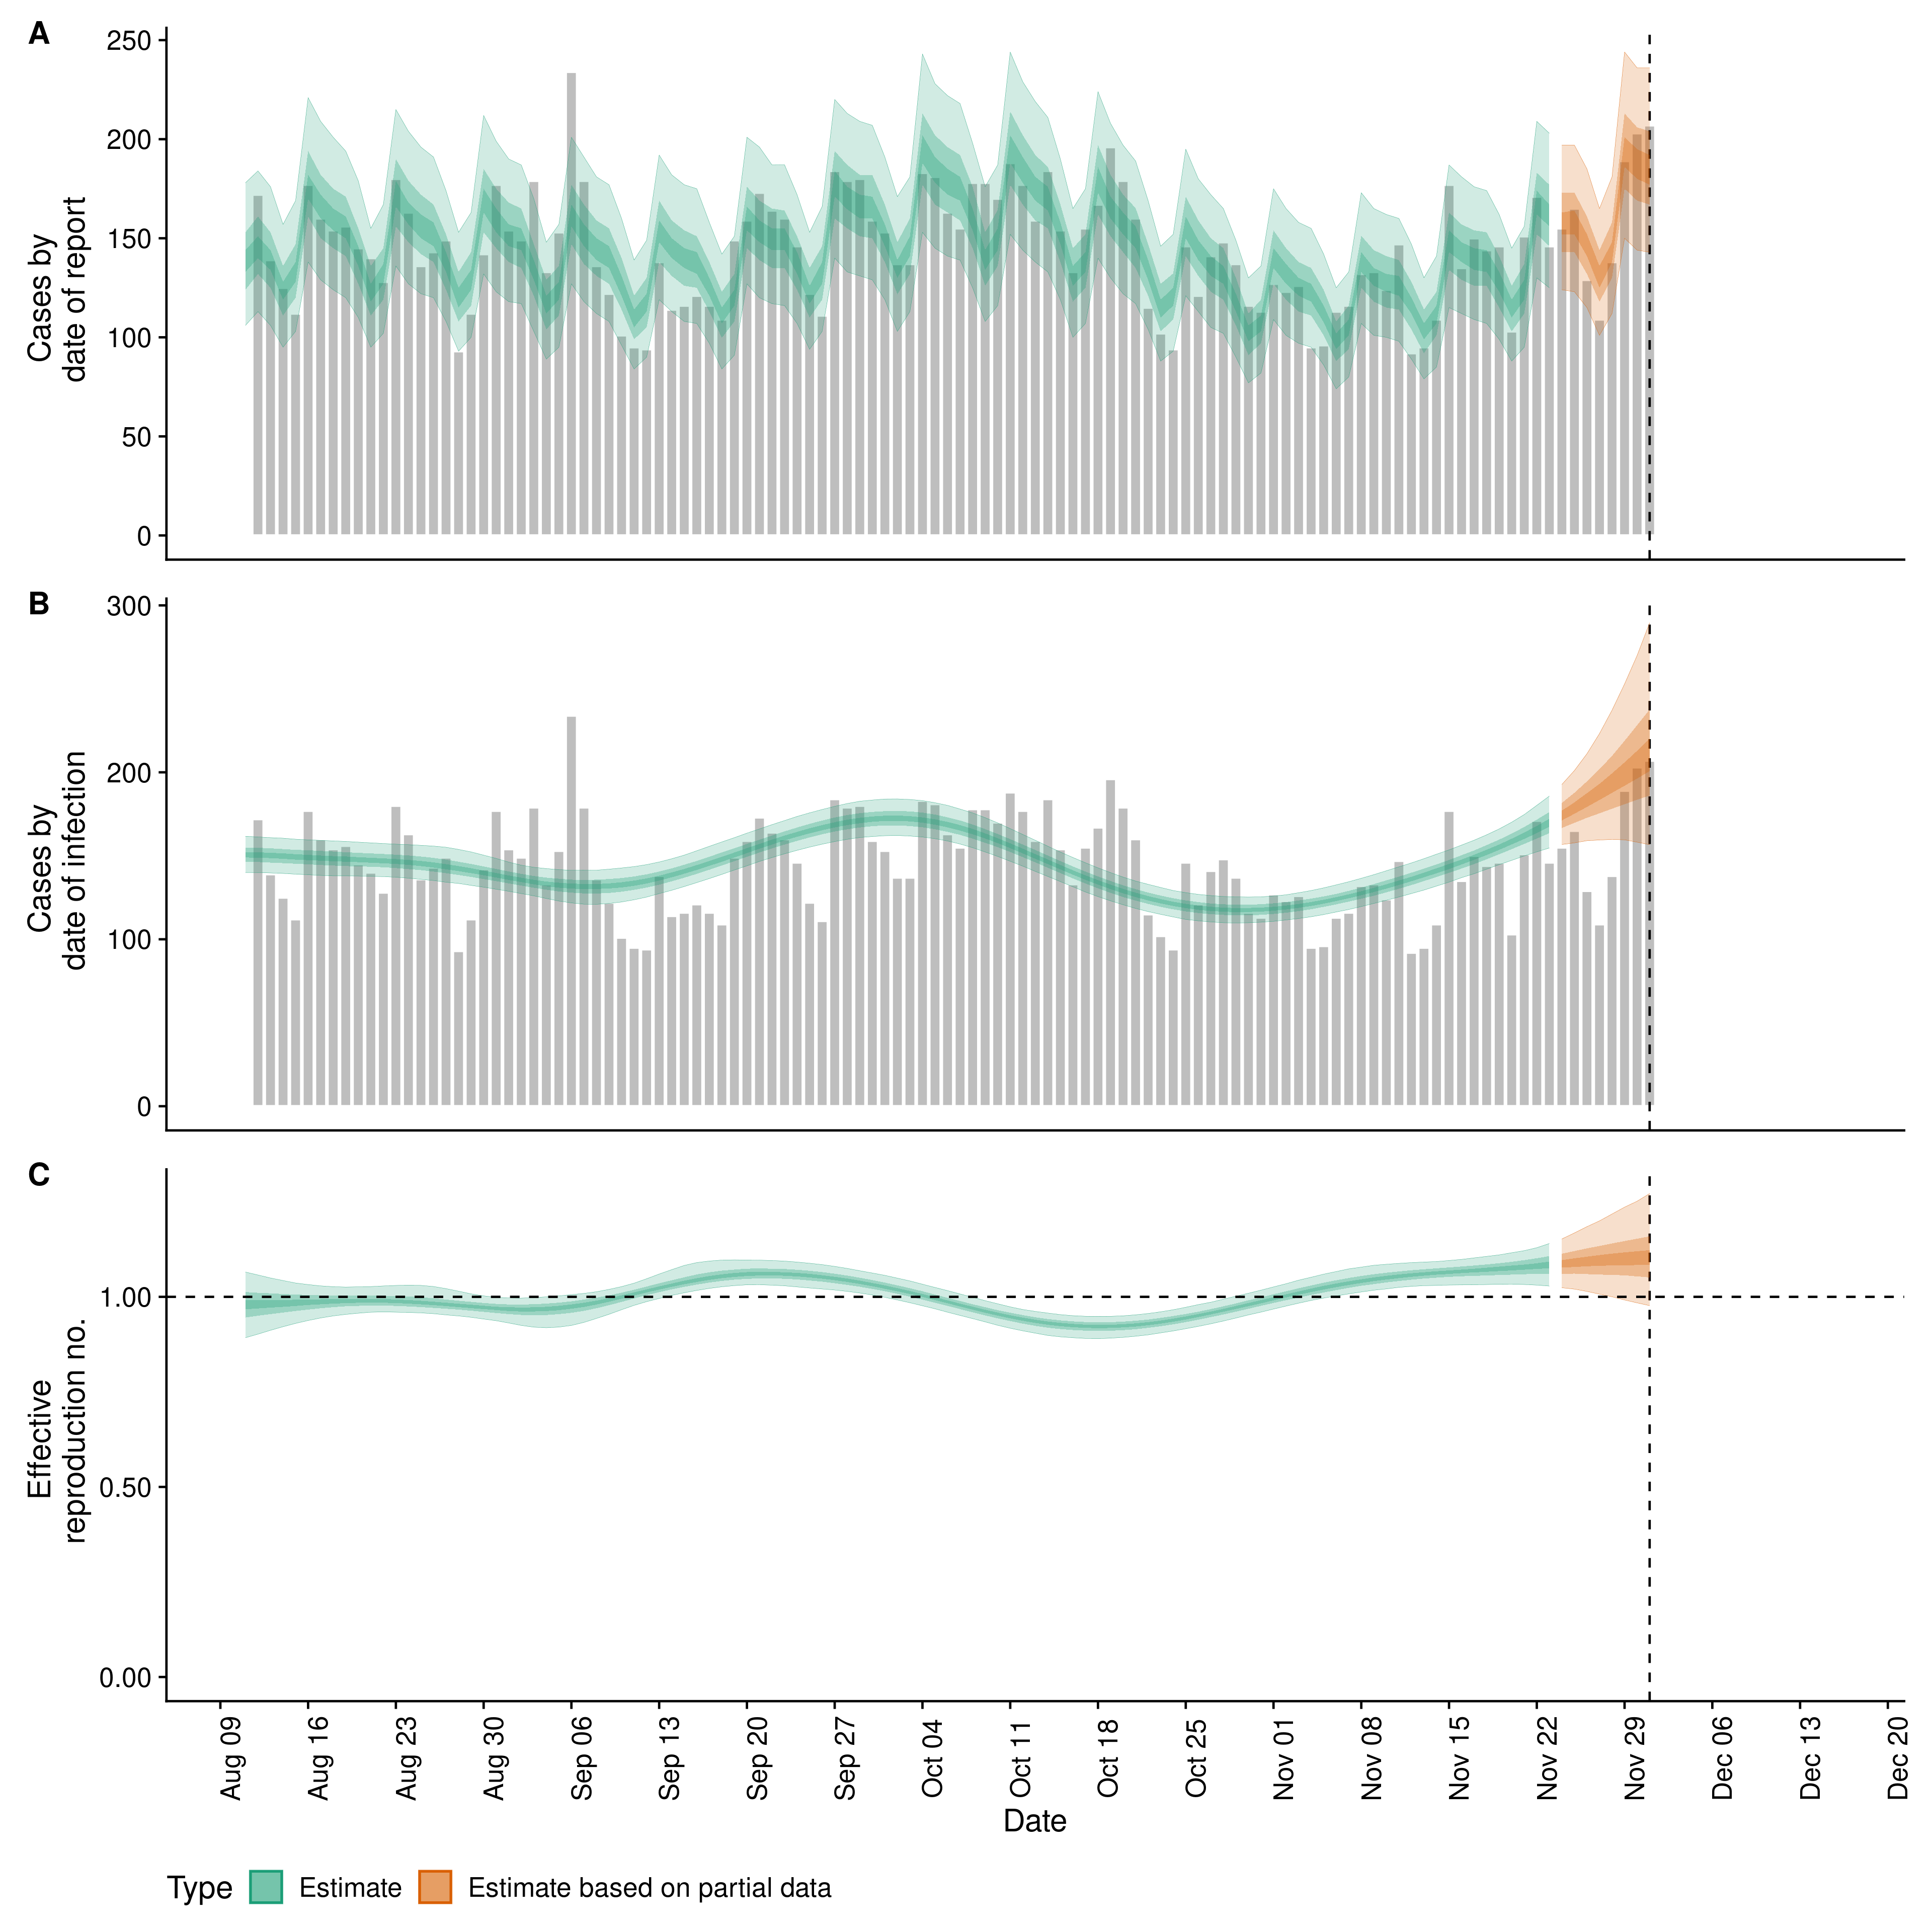 A
250
200
150
100
50
0
Cases by
date of report
B
300
200
100
0
Cases by
date of infection
C
1.00
0.50
0.00
Effective
reproduction no.
Aug 09
Aug 16
Aug 23
Aug 30
Sep 06
Sep 13
Sep 20
Sep 27
Oct 04
Oct 11
Oct 18
Oct 25
Nov 01
Nov 08
Nov 15
Nov 22
Nov 29
Dec 06
Dec 13
Dec 20
Date
Type Estimate Estimate based on partial data